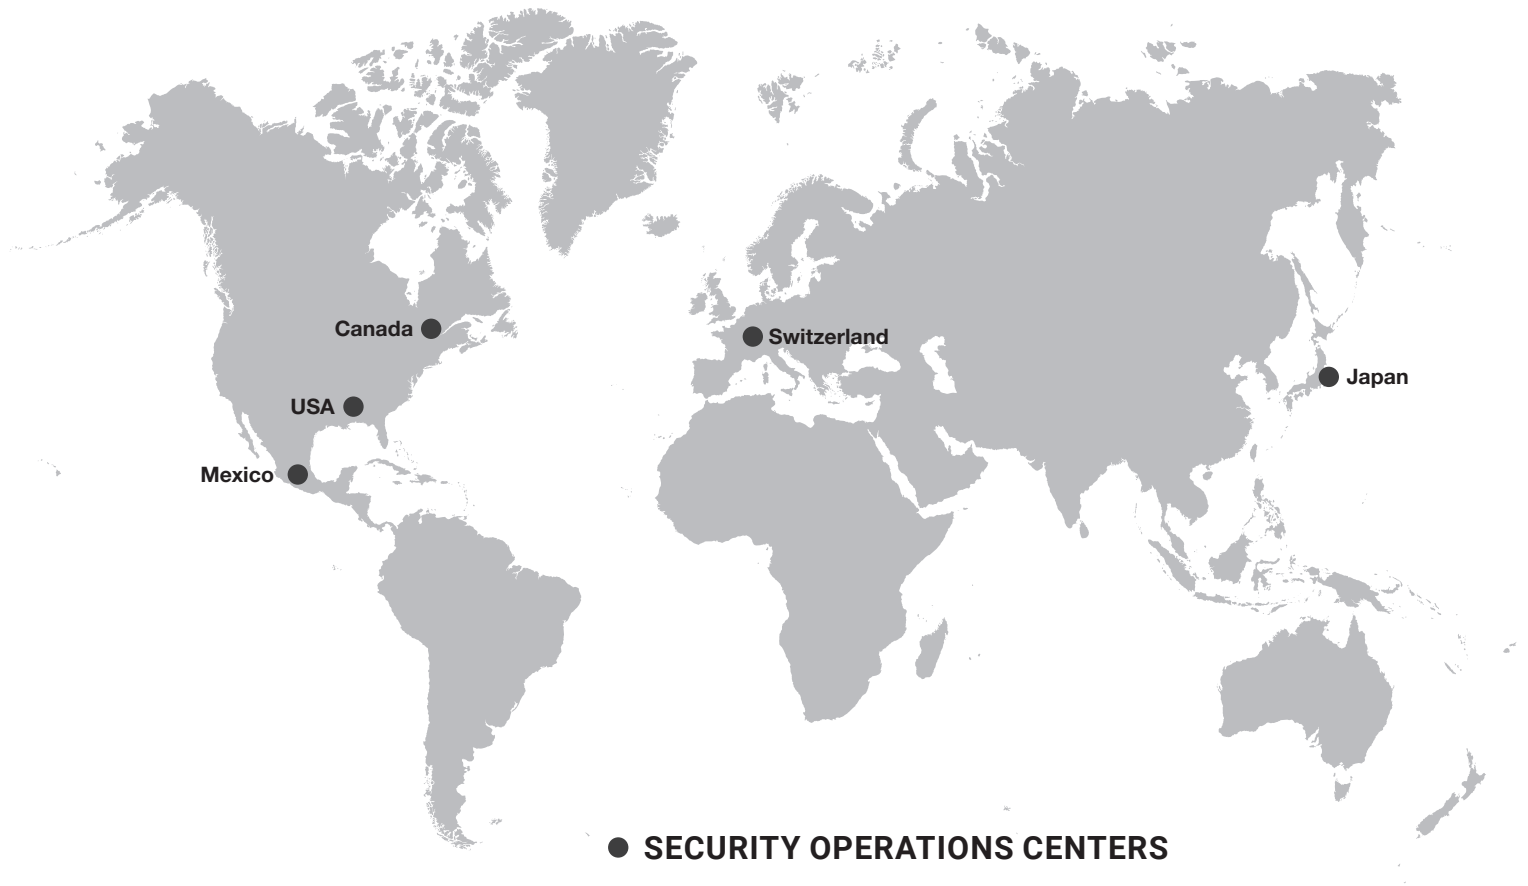 Canada
Switzerland
Japan
USA
Mexico
SECURITY OPERATIONS CENTERS